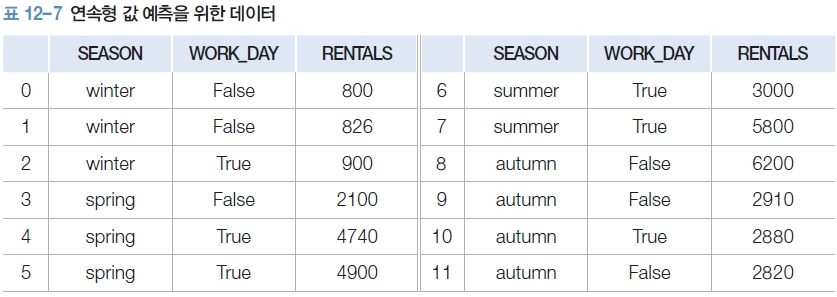 표 12-7 연속형 값 예측을 위한 데이터
SEASON WORK_DAY RENTALS SEASON WORK_DAY RENTALS
0 winter False 800 6 summer True 3000
1 winter False 826 7 summer True 5800
2 winter True 900 8 autumn False 6200
3 spring False 2100 9 autumn False 2910
4 spring True 4740 10 autumn True 2880
5 spring True 4900 11 autumn False 2820